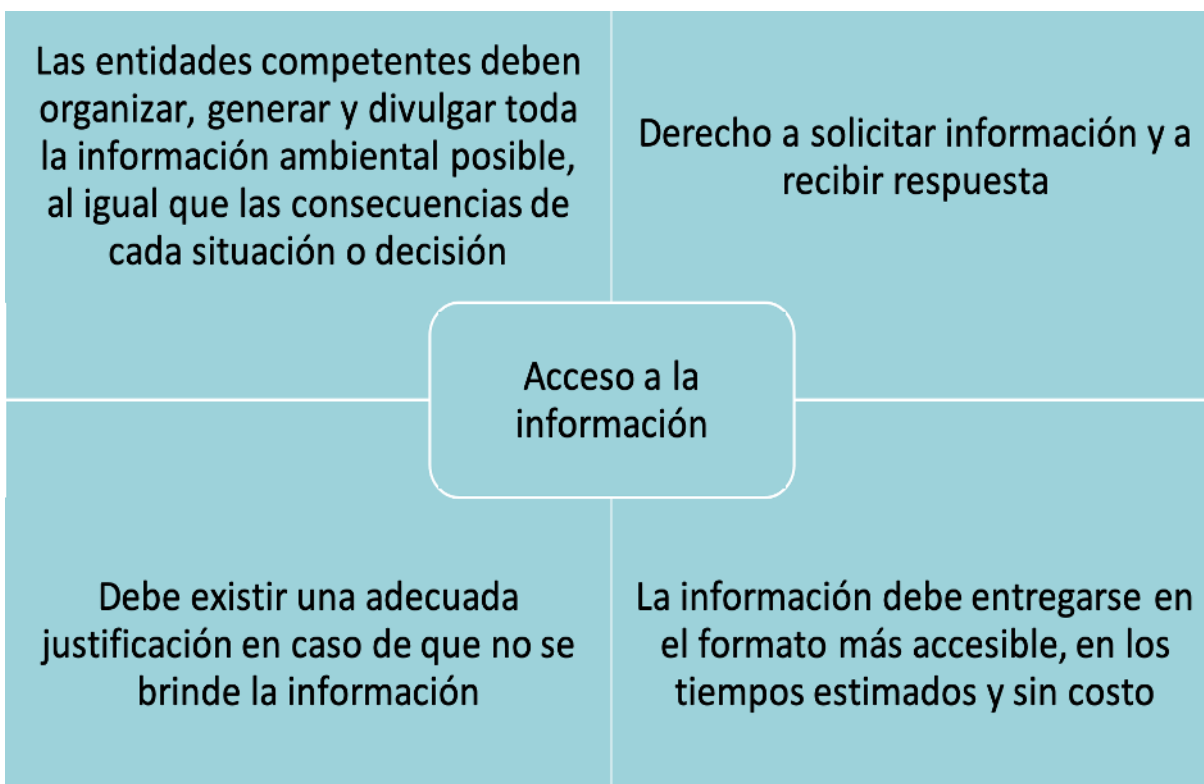 Las entidades competentes deben
organizar, generar y divulgar toda
la información ambiental posible,
al igual que las consecuencias de
cada situación o decisión
Derecho a solicitar información y a
recibir respuesta
Acceso a la
información
Debe existir una adecuada
justificación en caso de que no se
brinde la información
La información debe entregarse en
el formato más accesible, en los
tiempos estimados y sin costo